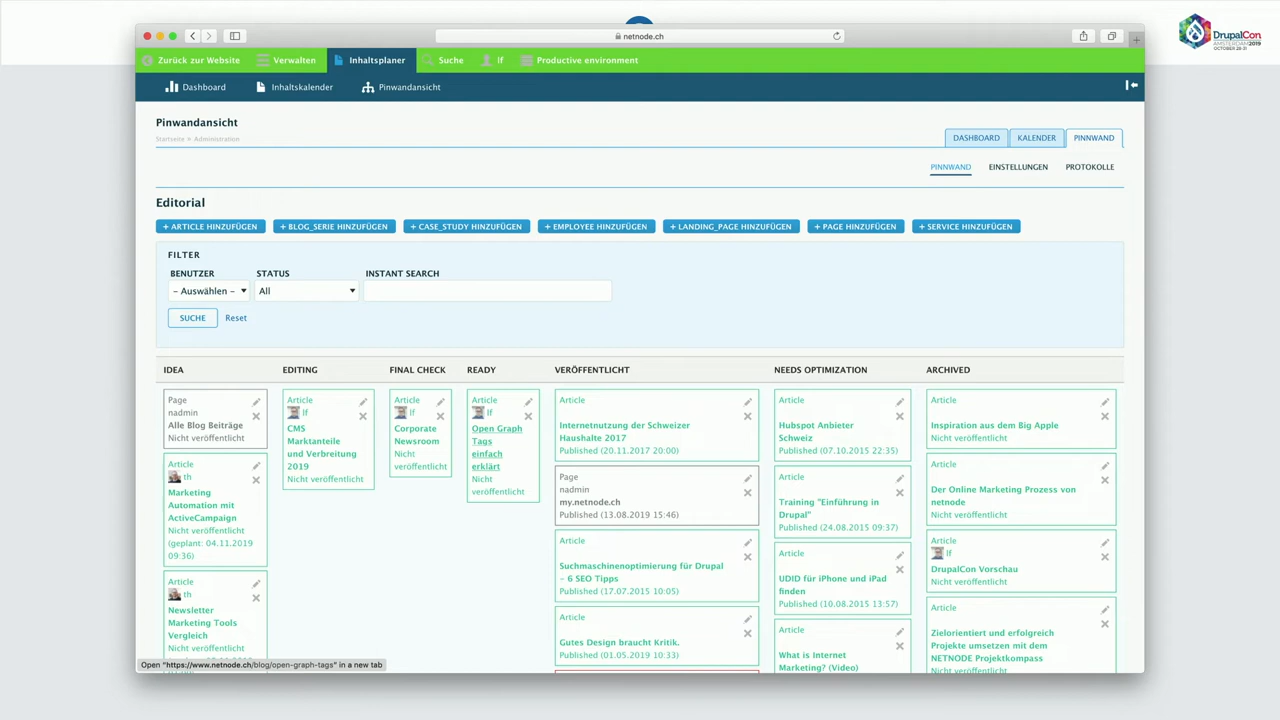 netnode.ch
DrupalCon
AMSTERDAM 2019
OCTOBER 28-31
Zurück zur Website
Verwalten
Inhaltsplaner
Suche
lf
Productive environment
Dashboard
Inhaltskalender
Pinwandansicht
Pinwandansicht
Startseite » Administration
DASHBOARD
KALENDER
PINNWAND
PINNWAND
EINSTELLUNGEN
PROTOKOLLE
Editorial
+ ARTICLE HINZUFÜGEN
+ BLOG_SERIE HINZUFÜGEN
+ CASE_STUDY HINZUFÜGEN
+ EMPLOYEE HINZUFÜGEN
+ LANDING_PAGE HINZUFÜGEN
+ PAGE HINZUFÜGEN
+ SERVICE HINZUFÜGEN
FILTER
BENUTZER
STATUS
INSTANT SEARCH
- Auswählen -
All
SUCHE
Reset
IDEA
EDITING
FINAL CHECK
READY
VERÖFFENTLICHT
NEEDS OPTIMIZATION
ARCHIVED
Page
nadmin
Alle Blog Beiträge
Nicht veröffentlicht
Article
th
Marketing
Automation mit
ActiveCampaign
Nicht veröffentlicht
(geplant: 04.11.2019
09:36)
Article
th
Newsletter
Marketing Tools
Vergleich
Article
lf
CMS
Marktanteile
und Verbreitung
2019
Nicht veröffentlicht
Article
lf
Corporate
Newsroom
Nicht
veröffentlicht
Article
lf
Open Graph
Tags
einfach
erklärt
Nicht
veröffentlicht
Article
Internetnutzung der Schweizer
Haushalte 2017
Published (20.11.2017 20:00)
Page
nadmin
my.netnode.ch
Published (13.08.2019 15:46)
Article
Suchmaschinenoptimierung für Drupal
– 6 SEO Tipps
Published (17.07.2015 10:05)
Article
Gutes Design braucht Kritik.
Published (01.05.2019 10:33)
Article
Hubspot Anbieter
Schweiz
Published (07.10.2015 22:35)
Article
Training "Einführung in
Drupal"
Published (24.08.2015 09:37)
Article
UDID für iPhone und iPad
finden
Published (10.08.2015 13:57)
Article
What is Internet
Marketing? (Video)
Article
Inspiration aus dem Big Apple
Nicht veröffentlicht
Article
Der Online Marketing Prozess von
netnode
Nicht veröffentlicht
Article
lf
DrupalCon Vorschau
Nicht veröffentlicht
Article
Zielorientiert und erfolgreich
Projekte umsetzen mit dem
NETNODE Projektkompass
Nicht veröffentlicht
Open "https://www.netnode.ch/blog/open-graph-tags" in a new tab